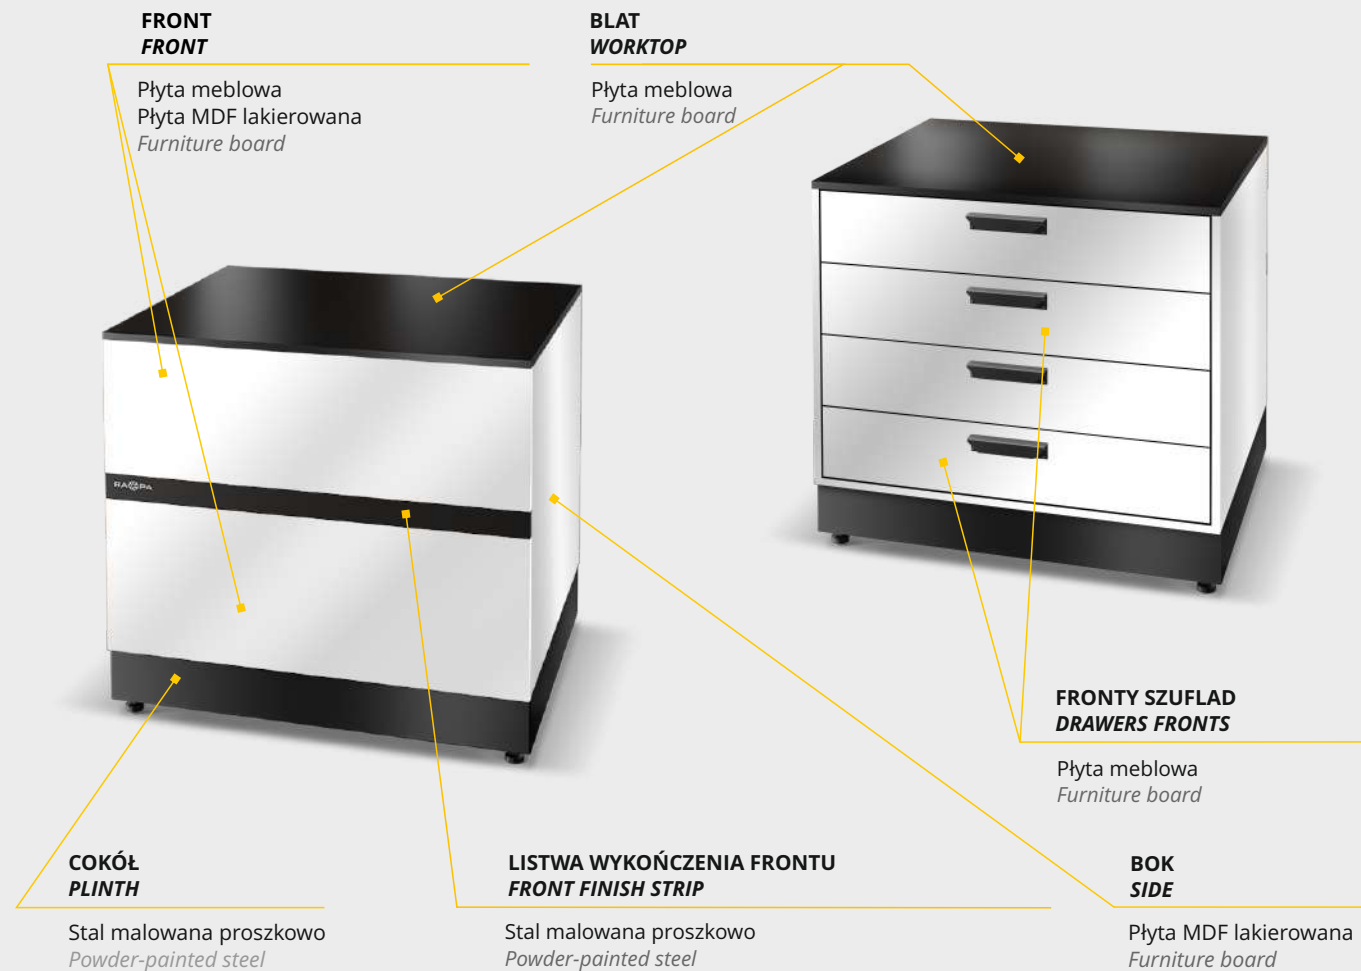 FRONT
FRONT
Płyta meblowa
Płyta MDF lakierowana
Furniture board
BLAT
WORKTOP
Płyta meblowa
Furniture board
FRONTY SZUFLAD
DRAWERS FRONTS
Płyta meblowa
Furniture board
COKÓŁ
PLINTH
Stal malowana proszkowo
Powder-painted steel
LISTWA WYKOŃCZENIA FRONTU
FRONT FINISH STRIP
Stal malowana proszkowo
Powder-painted steel
BOK
SIDE
Płyta MDF lakierowana
Furniture board